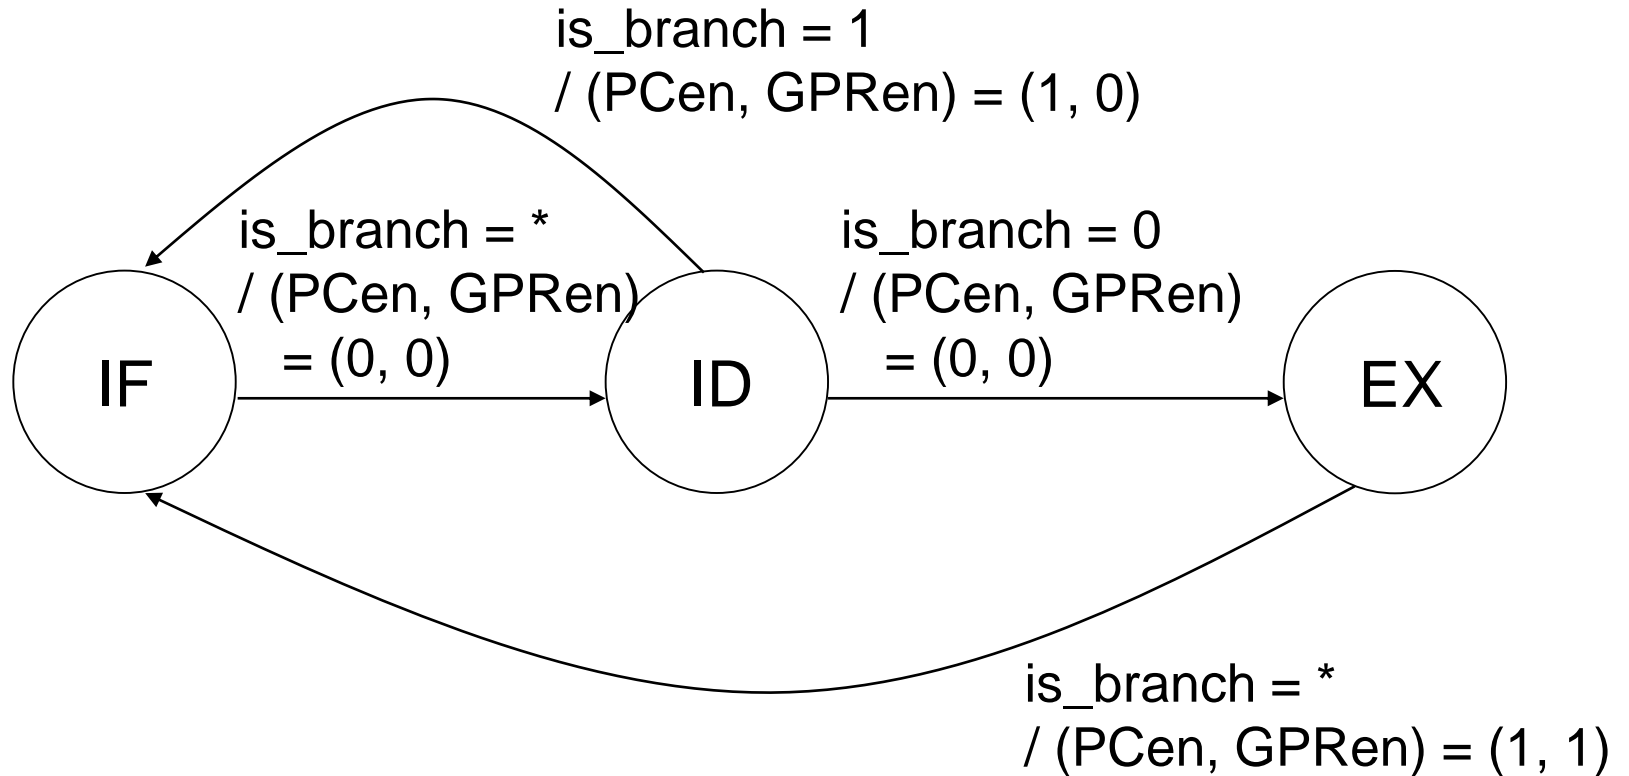 is_branch = 1
/ (PCen, GPRen) = (1, 0)
is_branch = *
/ (PCen, GPRen)
= (0, 0)
is_branch = 0
/ (PCen, GPRen)
= (0, 0)
IF
ID
EX
is_branch = *
/ (PCen, GPRen) = (1, 1)